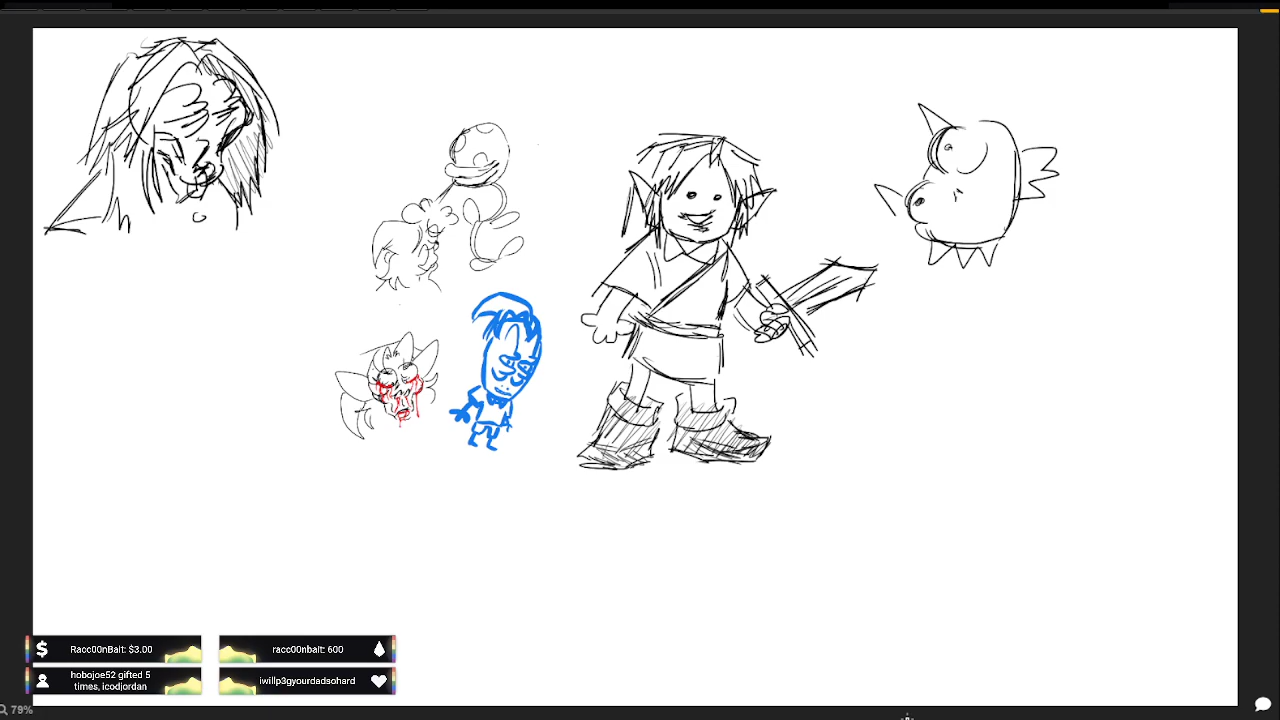 Racc00nBait: $3.00
racc00nbait: 600
hobojoe52 gifted 5
times, icodjordan
iwillp3gyourdadsohard
79%